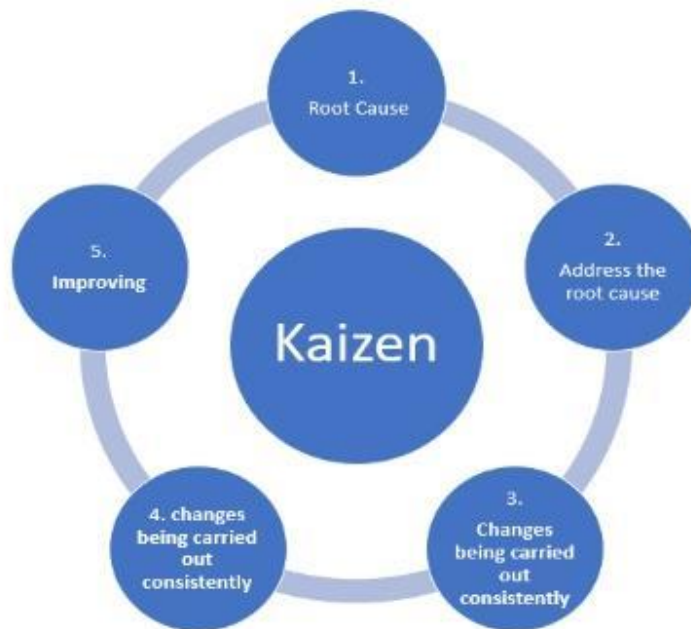 1.
Root Cause
2.
Address the
root cause
3.
Changes
being carried
out
consistently
4. changes
being carried
out
consistently
5.
Improving
Kaizen